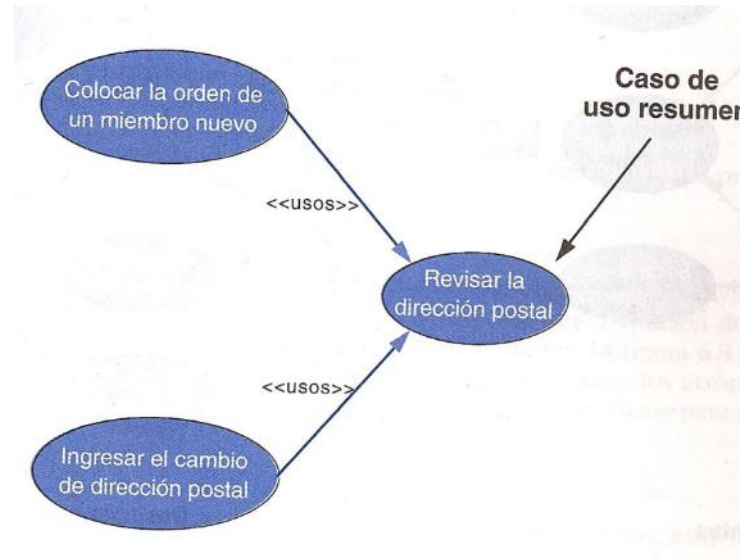 Colocar la orden de
un miembro nuevo
Caso de
uso resumen
<<usos>>
Revisar la
dirección postal
<<usos>>
Ingresar el cambio
de dirección postal